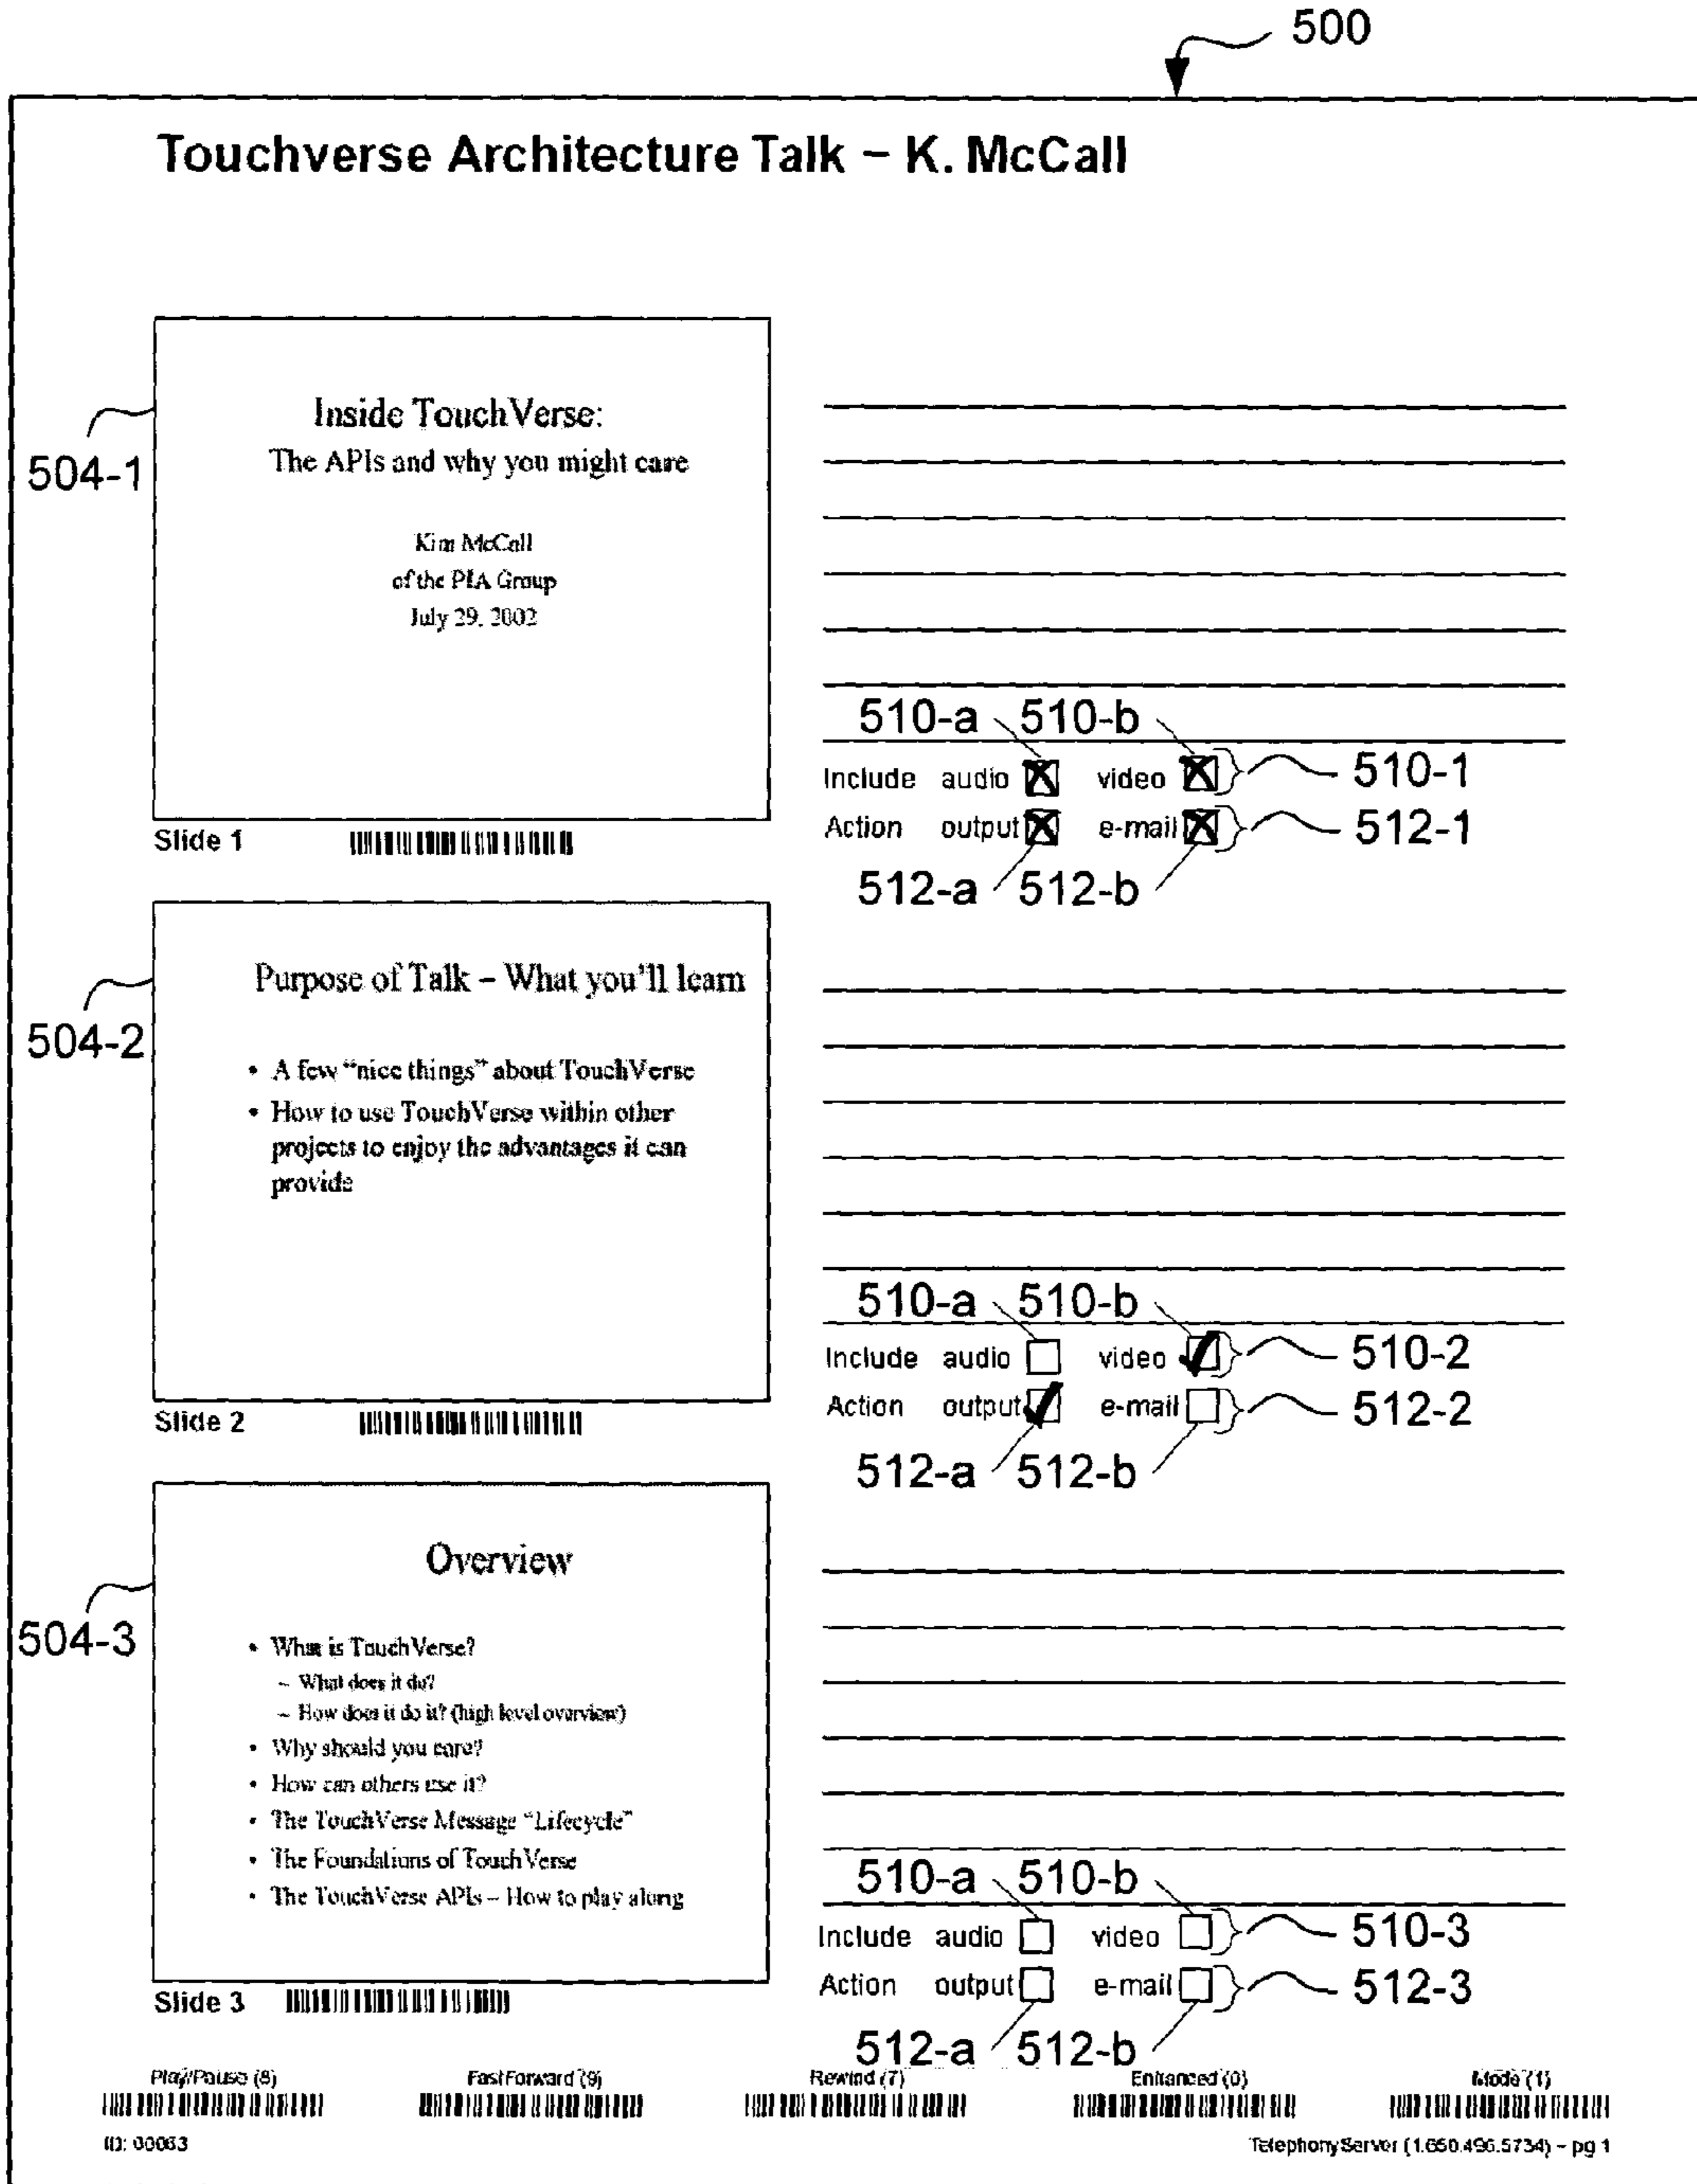 500
Touchverse Architecture Talk – K. McCall
504-1
Inside TouchVerse:
The APIs and why you might care
Kim McCall
of the PIA Group
July 29, 2002
510-a 510-b
Include audio video 510-1
Action output e-mail 512-1
512-a 512-b
Slide 1
504-2
Purpose of Talk – What you'll learn
• A few "nice things" about TouchVerse
• How to use TouchVerse within other
projects to enjoy the advantages it can
provide
510-a 510-b
Include audio video 510-2
Action output e-mail 512-2
512-a 512-b
Slide 2
504-3
Overview
• What is TouchVerse?
– What does it do?
– How does it do it? (high level overview)
• Why should you care?
• How can others use it?
• The TouchVerse Message "Lifecycle"
• The Foundations of TouchVerse
• The TouchVerse APIs – How to play along
510-a 510-b
Include audio video 510-3
Action output e-mail 512-3
512-a 512-b
Slide 3
Play/Pause (8) FastForward (9) Rewind (7) Enhanced (0) Mode (1)
ID: 00063
TelephonyServer (1.650.496.5734) – pg 1